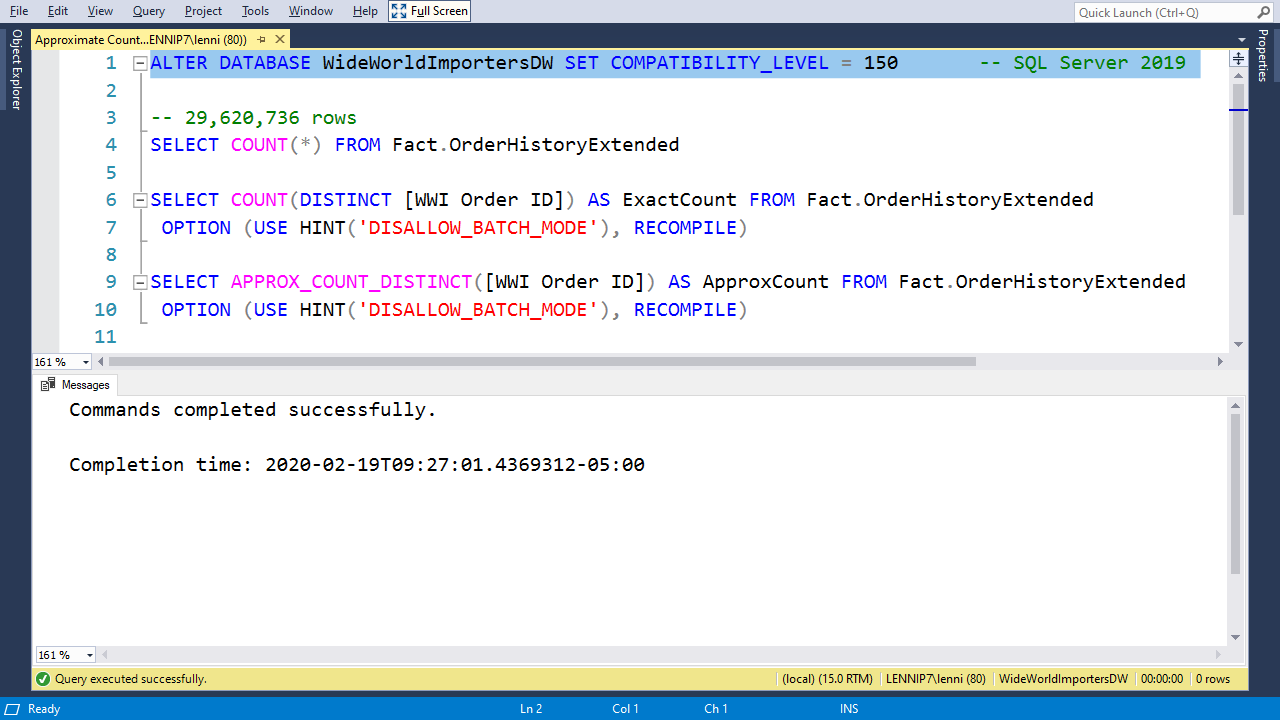 File Edit View Query Project Tools Window Help Full Screen
Quick Launch (Ctrl+Q)
Object Explorer
Properties
Approximate Count...ENNIP7\lenni (80))
1 ALTER DATABASE WideWorldImportersDW SET COMPATIBILITY_LEVEL = 150 -- SQL Server 2019
2
3 -- 29,620,736 rows
4 SELECT COUNT(*) FROM Fact.OrderHistoryExtended
5
6 SELECT COUNT(DISTINCT [WWI Order ID]) AS ExactCount FROM Fact.OrderHistoryExtended
7 OPTION (USE HINT('DISALLOW_BATCH_MODE'), RECOMPILE)
8
9 SELECT APPROX_COUNT_DISTINCT([WWI Order ID]) AS ApproxCount FROM Fact.OrderHistoryExtended
10 OPTION (USE HINT('DISALLOW_BATCH_MODE'), RECOMPILE)
11
161 %
Messages
Commands completed successfully.
Completion time: 2020-02-19T09:27:01.4369312-05:00
161 %
Query executed successfully. (local) (15.0 RTM) LENNIP7\lenni (80) WideWorldImportersDW 00:00:00 0 rows
Ready Ln 2 Col 1 Ch 1 INS